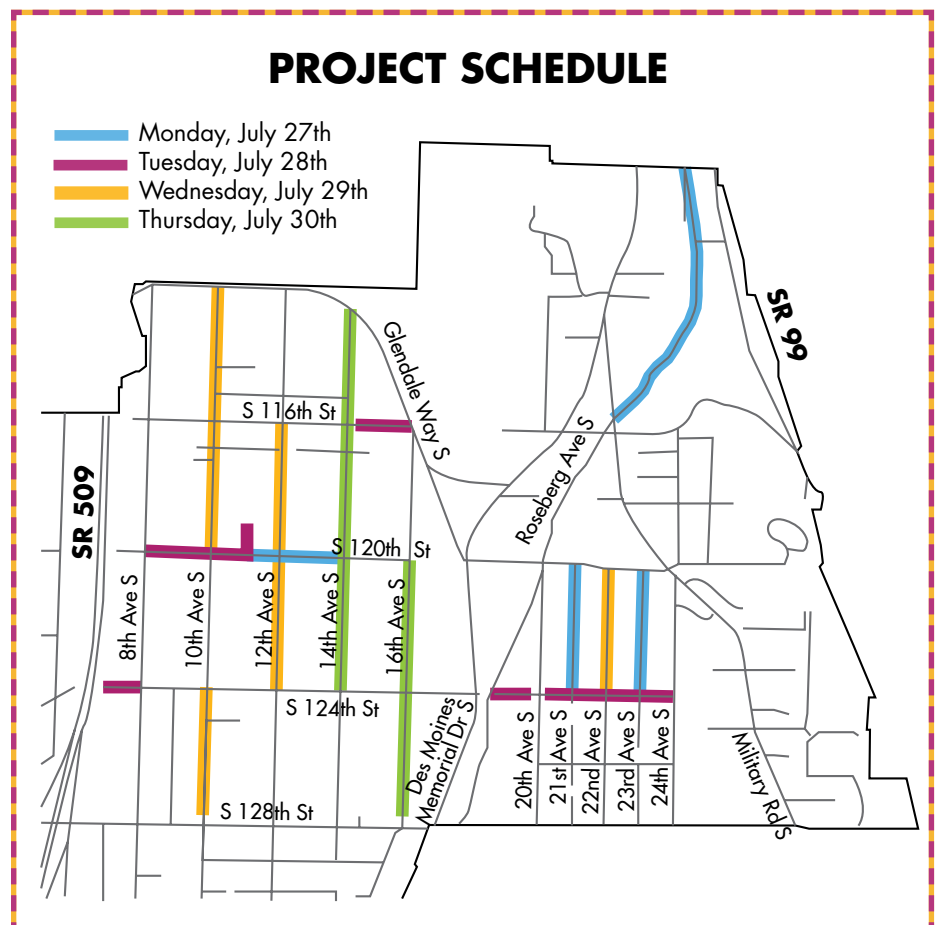 PROJECT SCHEDULE
Monday, July 27th
Tuesday, July 28th
Wednesday, July 29th
Thursday, July 30th
SR 99
Glendale Way S
S 116th St
Roseberg Ave S
SR 509
S 120th St
8th Ave S
10th Ave S
12th Ave S
14th Ave S
16th Ave S
S 124th St
Des Moines
Memorial Dr S
20th Ave S
21st Ave S
22nd Ave S
23rd Ave S
24th Ave S
Military Rd S
S 128th St